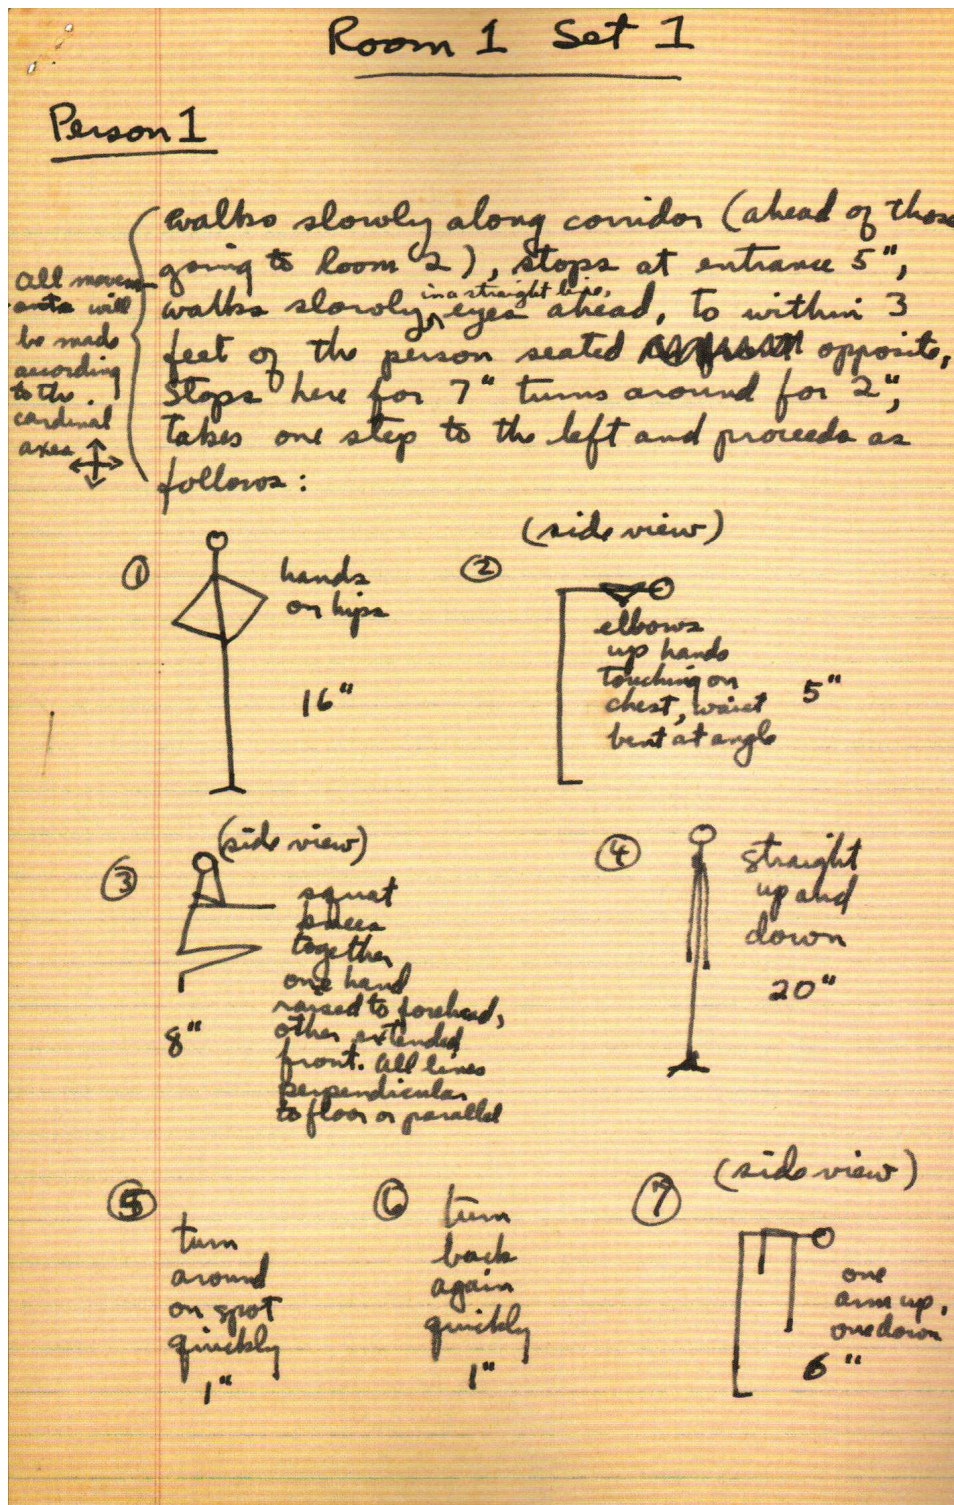 Room 1 Set 1
Person 1
walks slowly along corridor (ahead of those
going to Room 2), stops at entrance 5",
walks slowly, in a straight line, eyes ahead, to within 3
feet of the person seated opposite,
Stops here for 7" turns around for 2",
Takes one step to the left and proceeds as
follows:
All movem-
ents will
be made
according
to the
cardinal
axes
①
hands
on hips
16"
(side view)
②
elbows
up hands
touching on
chest, waist
bent at angle
5"
(side view)
③
squat
knees
together
one hand
raised to forehead,
other extended
front. All lines
perpendicular
to floor or parallel
8"
④
straight
up and
down
20"
⑤
turn
around
on spot
quickly
1"
⑥
turn
back
again
quickly
1"
(side view)
⑦
one
arm up,
one down
6"